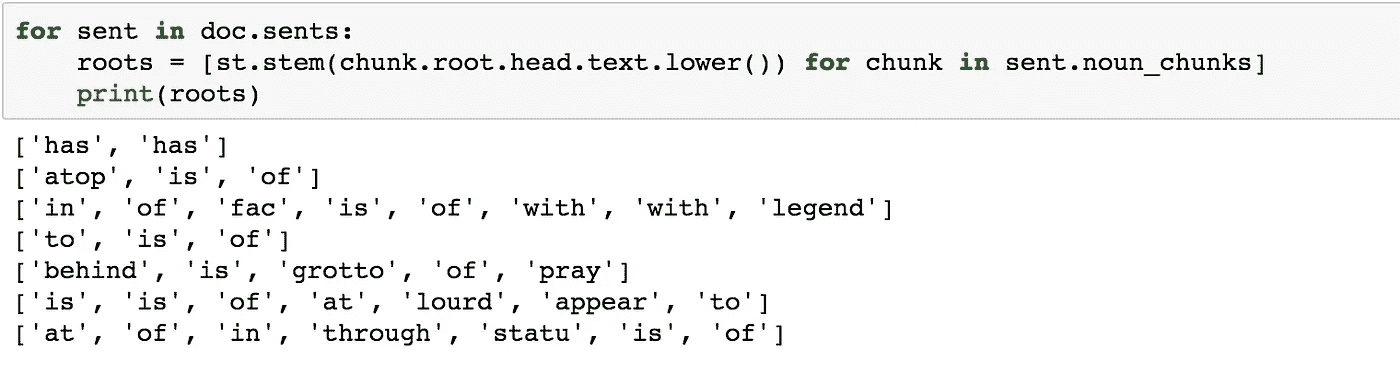 for sent in doc.sents:
    roots = [st.stem(chunk.root.head.text.lower()) for chunk in sent.noun_chunks]
    print(roots)
['has', 'has']
['atop', 'is', 'of']
['in', 'of', 'fac', 'is', 'of', 'with', 'with', 'legend']
['to', 'is', 'of']
['behind', 'is', 'grotto', 'of', 'pray']
['is', 'is', 'of', 'at', 'lourd', 'appear', 'to']
['at', 'of', 'in', 'through', 'statu', 'is', 'of']